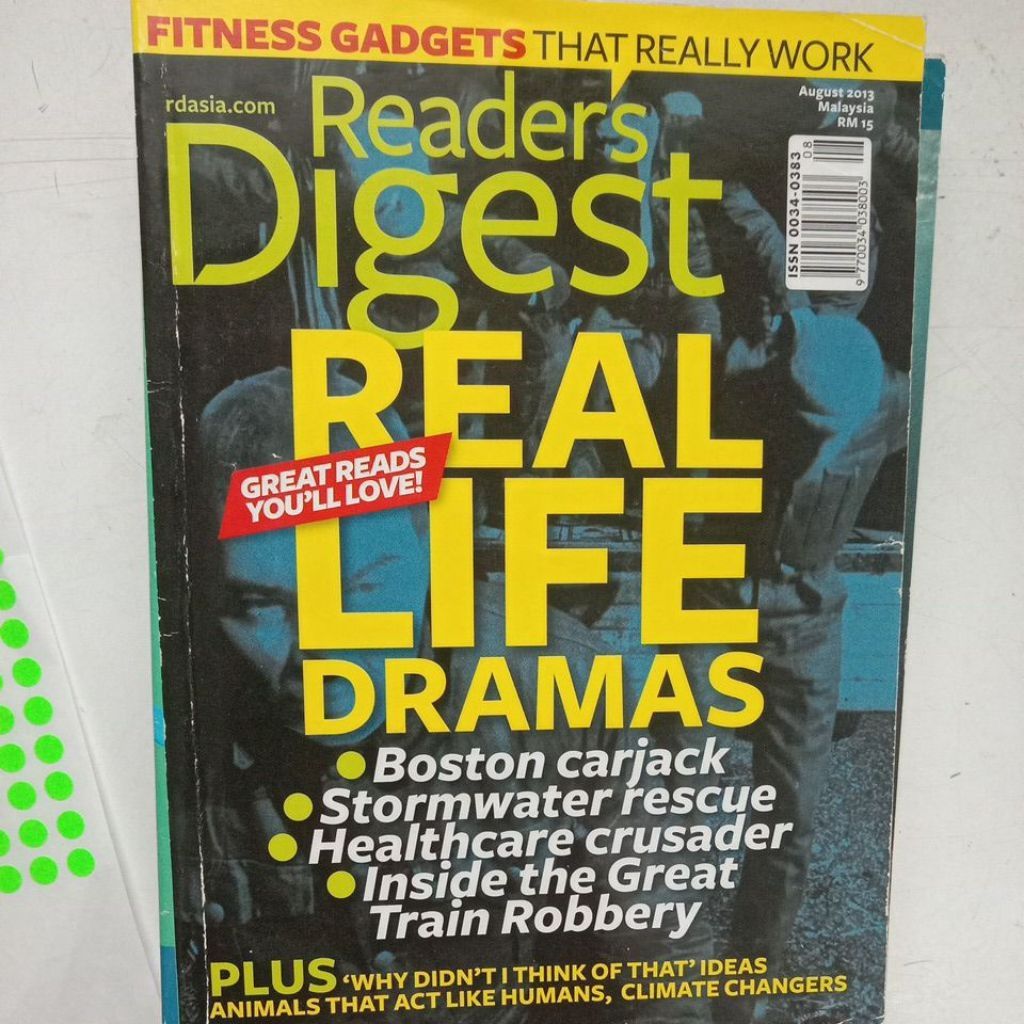 FITNESS GADGETS THAT REALLY WORK
rdasia.com
Reader's
Digest
August 2013
Malaysia
RM 15
ISSN 0034-0383
08
9 770034 038003
REAL
GREAT READS
YOU'LL LOVE!
LIFE
DRAMAS
• Boston carjack
• Stormwater rescue
• Healthcare crusader
• Inside the Great
Train Robbery
PLUS 'WHY DIDN'T I THINK OF THAT' IDEAS
ANIMALS THAT ACT LIKE HUMANS, CLIMATE CHANGERS